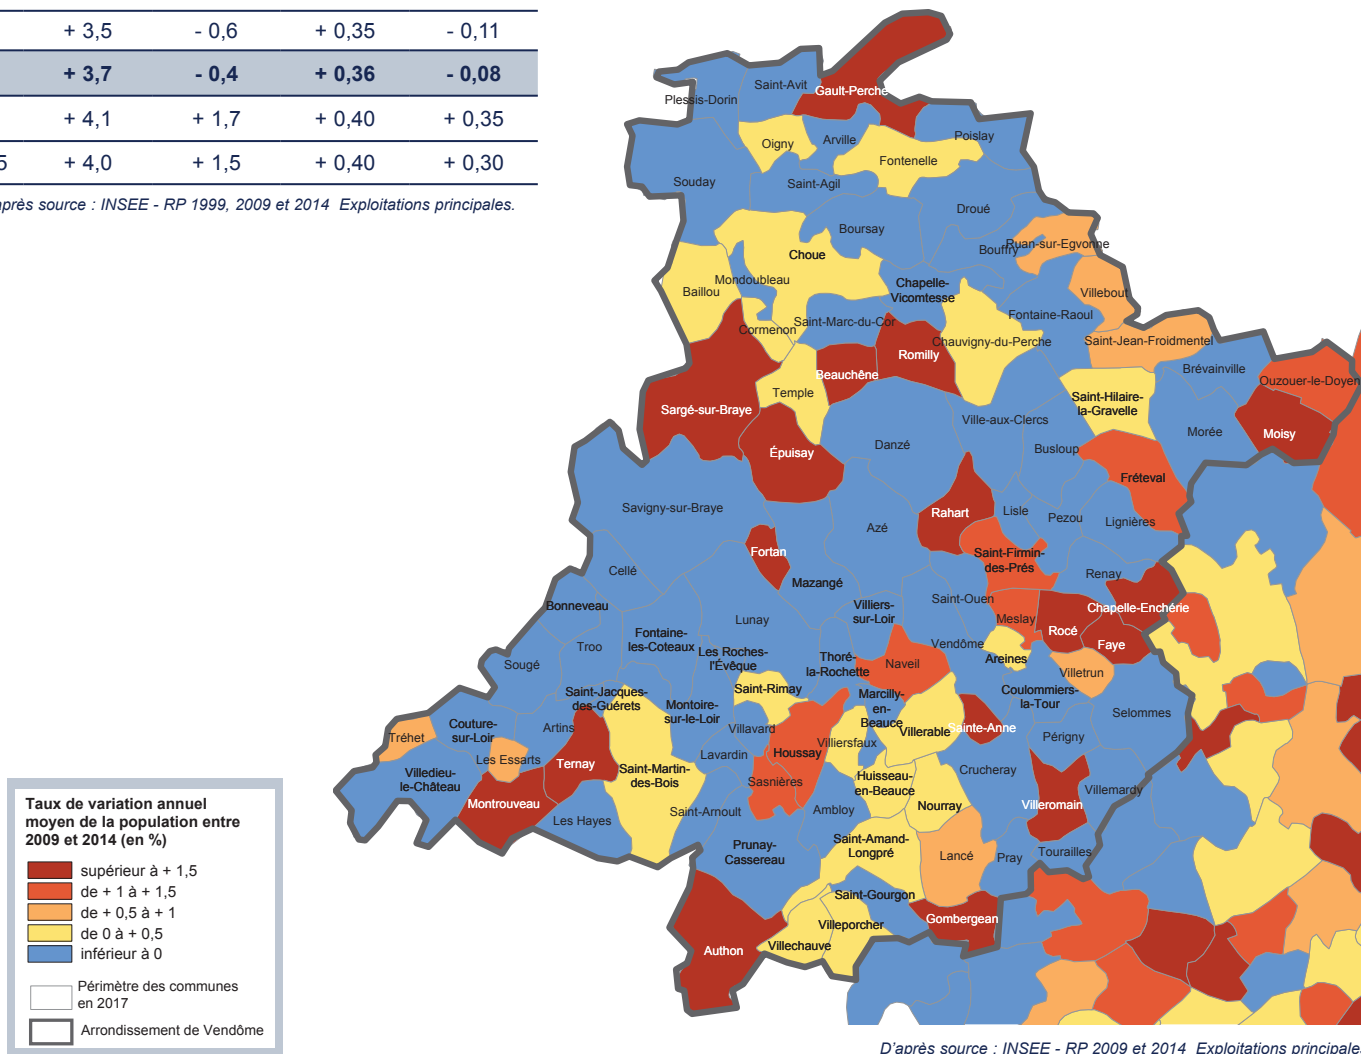 + 3,5 - 0,6 + 0,35 - 0,11
+ 3,7 - 0,4 + 0,36 - 0,08
+ 4,1 + 1,7 + 0,40 + 0,35
5 + 4,0 + 1,5 + 0,40 + 0,30
après source : INSEE - RP 1999, 2009 et 2014 Exploitations principales.
Plessis-Dorin
Saint-Avit
Gault-Perche
Oigny
Arville
Fontenelle
Poislay
Souday
Saint-Agil
Boursay
Droué
Bouffry
Ruan-sur-Egvonne
Choue
Mondoubleau
Baillou
Chapelle-
Vicomtesse
Villebout
Fontaine-Raoul
Cormenon
Saint-Marc-du-Cor
Romilly
Chauvigny-du-Perche
Saint-Jean-Froidmentel
Brévainville
Ouzouer-le-Doyen
Beauchêne
Temple
Sargé-sur-Braye
Saint-Hilaire-
la-Gravelle
Ville-aux-Clercs
Morée
Moisy
Épuisay
Danzé
Busloup
Fréteval
Savigny-sur-Braye
Rahart
Lisle
Pezou
Lignières
Azé
Fortan
Saint-Firmin-
des-Prés
Cellé
Mazangé
Renay
Bonneveau
Villiers-
sur-Loir
Saint-Ouen
Chapelle-Enchérie
Lunay
Meslay
Rocé
Faye
Fontaine-
les-Coteaux
Troo
Les Roches-
l'Évêque
Thoré-
la-Rochette
Vendôme
Areines
Naveil
Sougé
Villetrun
Saint-Rimay
Saint-Jacques-
des-Guérets
Montoire-
sur-le-Loir
Marcilly-
en-
Beauce
Coulommiers-
la-Tour
Selommes
Couture-
sur-Loir
Artins
Villavard
Villerable
Sainte-Anne
Tréhet
Périgny
Les Essarts
Lavardin
Houssay
Villiersfaux
Ternay
Saint-Martin-
des-Bois
Villedieu-
le-Château
Sasnières
Huisseau-
en-Beauce
Crucheray
Villemardy
Montrouveau
Nourray
Villeromain
Les Hayes
Saint-Arnoult
Ambloy
Prunay-
Cassereau
Saint-Amand-
Longpré
Lancé
Pray
Tourailles
Saint-Gourgon
Gombergean
Villeporcher
Authon
Villechauve
Taux de variation annuel
moyen de la population entre
2009 et 2014 (en %)
supérieur à + 1,5
de + 1 à + 1,5
de + 0,5 à + 1
de 0 à + 0,5
inférieur à 0
Périmètre des communes
en 2017
Arrondissement de Vendôme
D'après source : INSEE - RP 2009 et 2014 Exploitations principales